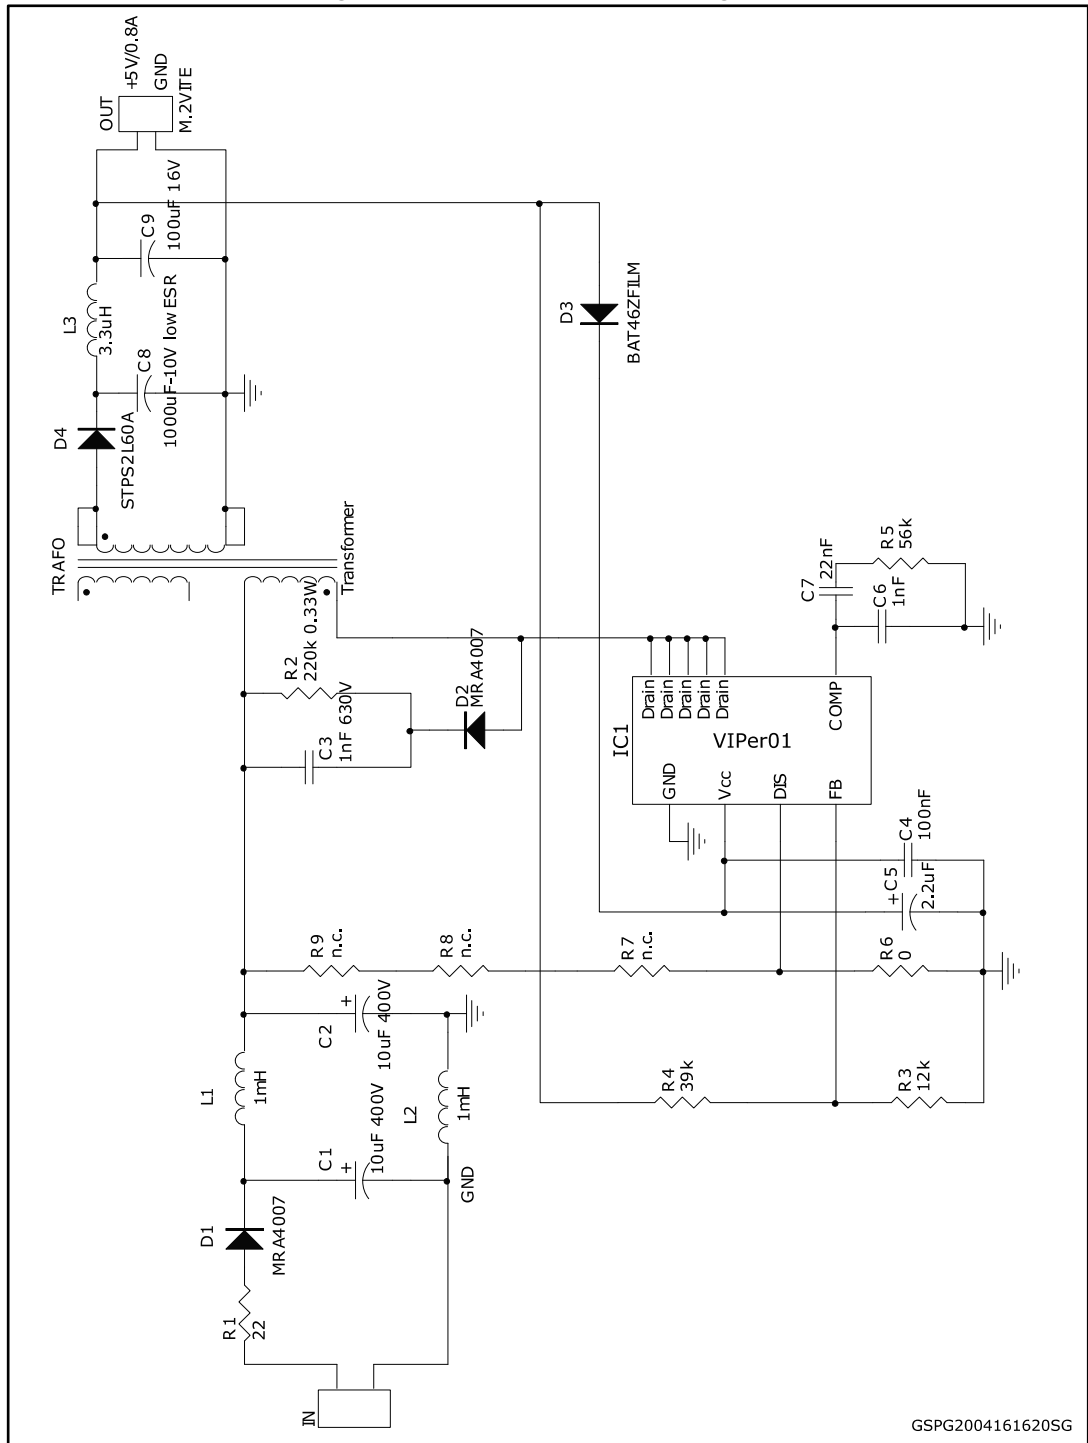 OUT
+5V/0.8A
GND
M.2VITE
C9
100uF 16V
L3
3.3uH
C8
1000uF-10V low ESR
D4
STPS2L60A
TRAFO
Transformer
D3
BAT46ZFILM
R2
220k 0.33W
C3
1nF 630V
D2
MRA4007
C7
22nF
R5
56k
C6
1nF
IC1
VIPer01
Drain
Drain
Drain
Drain
Drain
COMP
GND
Vcc
DIS
FB
C4
100nF
+C5
2.2uF
R9
n.c.
R8
n.c.
R7
n.c.
R6
0
L1
1mH
C2
+
10uF 400V
C1
+
10uF 400V
L2
1mH
GND
R4
39k
R3
12k
D1
MRA4007
R1
22
IN
GSPG2004161620SG